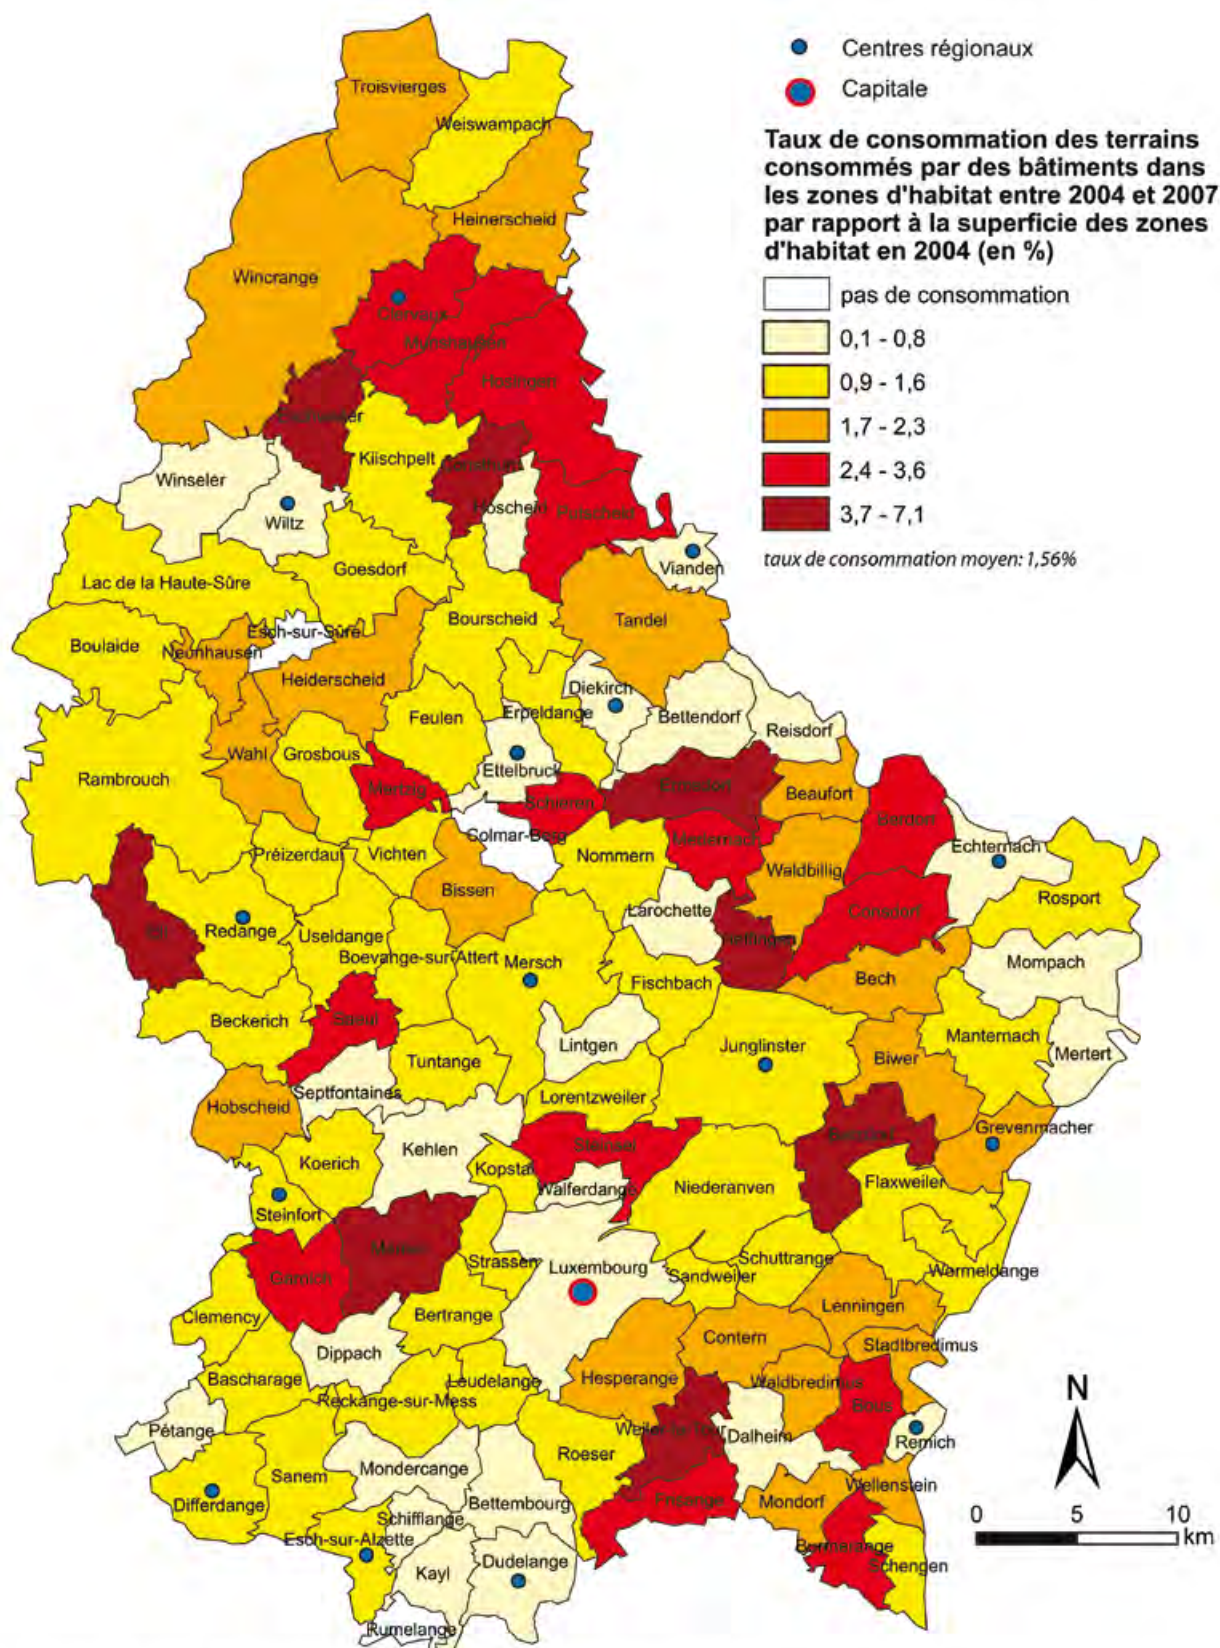 Centres régionaux
Capitale
Taux de consommation des terrains
consommés par des bâtiments dans
les zones d'habitat entre 2004 et 2007
par rapport à la superficie des zones
d'habitat en 2004 (en %)
pas de consommation
0,1 - 0,8
0,9 - 1,6
1,7 - 2,3
2,4 - 3,6
3,7 - 7,1
taux de consommation moyen: 1,56%
Troisvierges
Weiswampach
Heinerscheid
Wincrange
Clervaux
Munshausen
Hosingen
Eschweiler
Kiischpelt
Consthum
Winseler
Wiltz
Hoscheid
Putscheid
Vianden
Goesdorf
Lac de la Haute-Sûre
Bourscheid
Tandel
Esch-sur-Sûre
Boulaide
Neunhausen
Heiderscheid
Diekirch
Feulen
Erpeldange
Bettendorf
Reisdorf
Wahl
Grosbous
Rambrouch
Ettelbruck
Mertzig
Ermsdorf
Beaufort
Schieren
Berdorf
Colmar-Berg
Medernach
Echternach
Préizerdaul
Vichten
Nommern
Waldbillig
Bissen
Rosport
Larochette
Consdorf
Ell
Redange
Useldange
Heffingen
Boevange-sur-Attert
Mersch
Mompach
Fischbach
Bech
Beckerich
Saeul
Manternach
Lintgen
Junglinster
Mertert
Tuntange
Biwer
Septfontaines
Lorentzweiler
Hobscheid
Grevenmacher
Betzdorf
Steinsel
Kehlen
Koerich
Kopstal
Flaxweiler
Walferdange
Niederanven
Steinfort
Mamer
Schuttrange
Strassen
Luxembourg
Sandweiler
Wormeldange
Garnich
Lenningen
Clemency
Bertrange
Contern
Stadtbredimus
Dippach
Bascharage
Leudelange
Hesperange
Waldbredimus
Reckange-sur-Mess
Bous
Pétange
Weiler-la-Tour
Dalheim
Remich
Roeser
Mondercange
Sanem
Wellenstein
Differdange
Bettembourg
Frisange
Mondorf
Schifflange
Esch-sur-Alzette
Burmerange
Dudelange
Schengen
Kayl
Rumelange
N
0 5 10
km